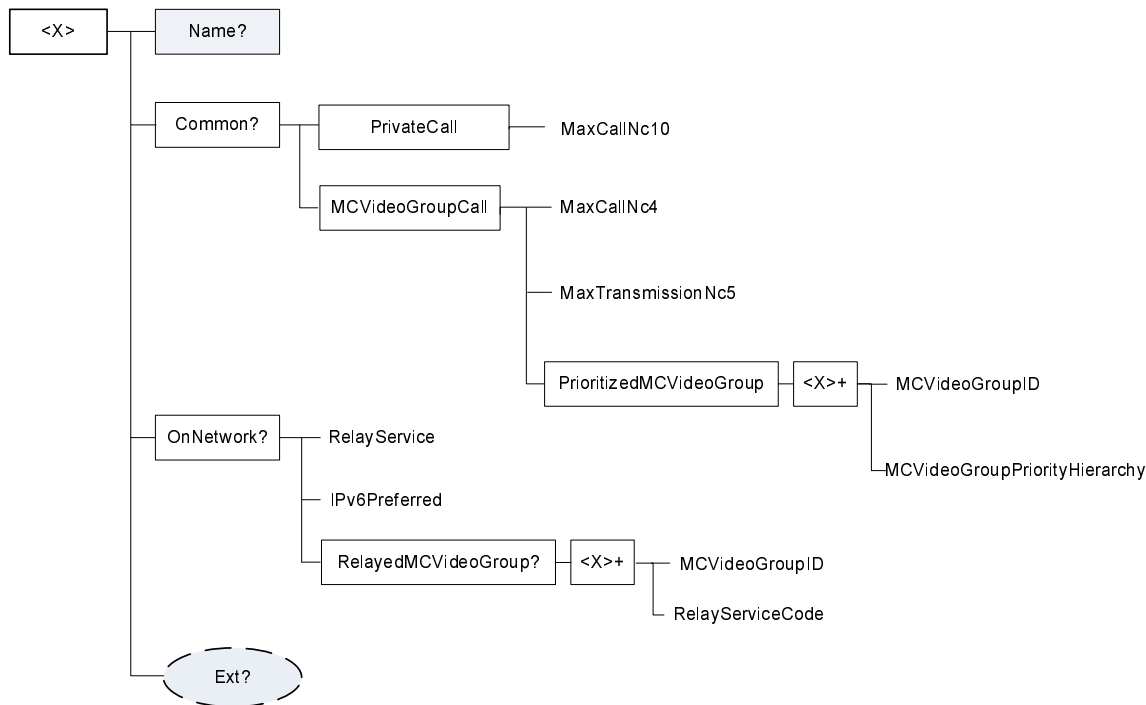 <X>
Name?
Common?
PrivateCall
MaxCallNc10
MCVideoGroupCall
MaxCallNc4
MaxTransmissionNc5
PrioritizedMCVideoGroup
<X>+
MCVideoGroupID
MCVideoGroupPriorityHierarchy
OnNetwork?
RelayService
IPv6Preferred
RelayedMCVideoGroup?
<X>+
MCVideoGroupID
RelayServiceCode
Ext?